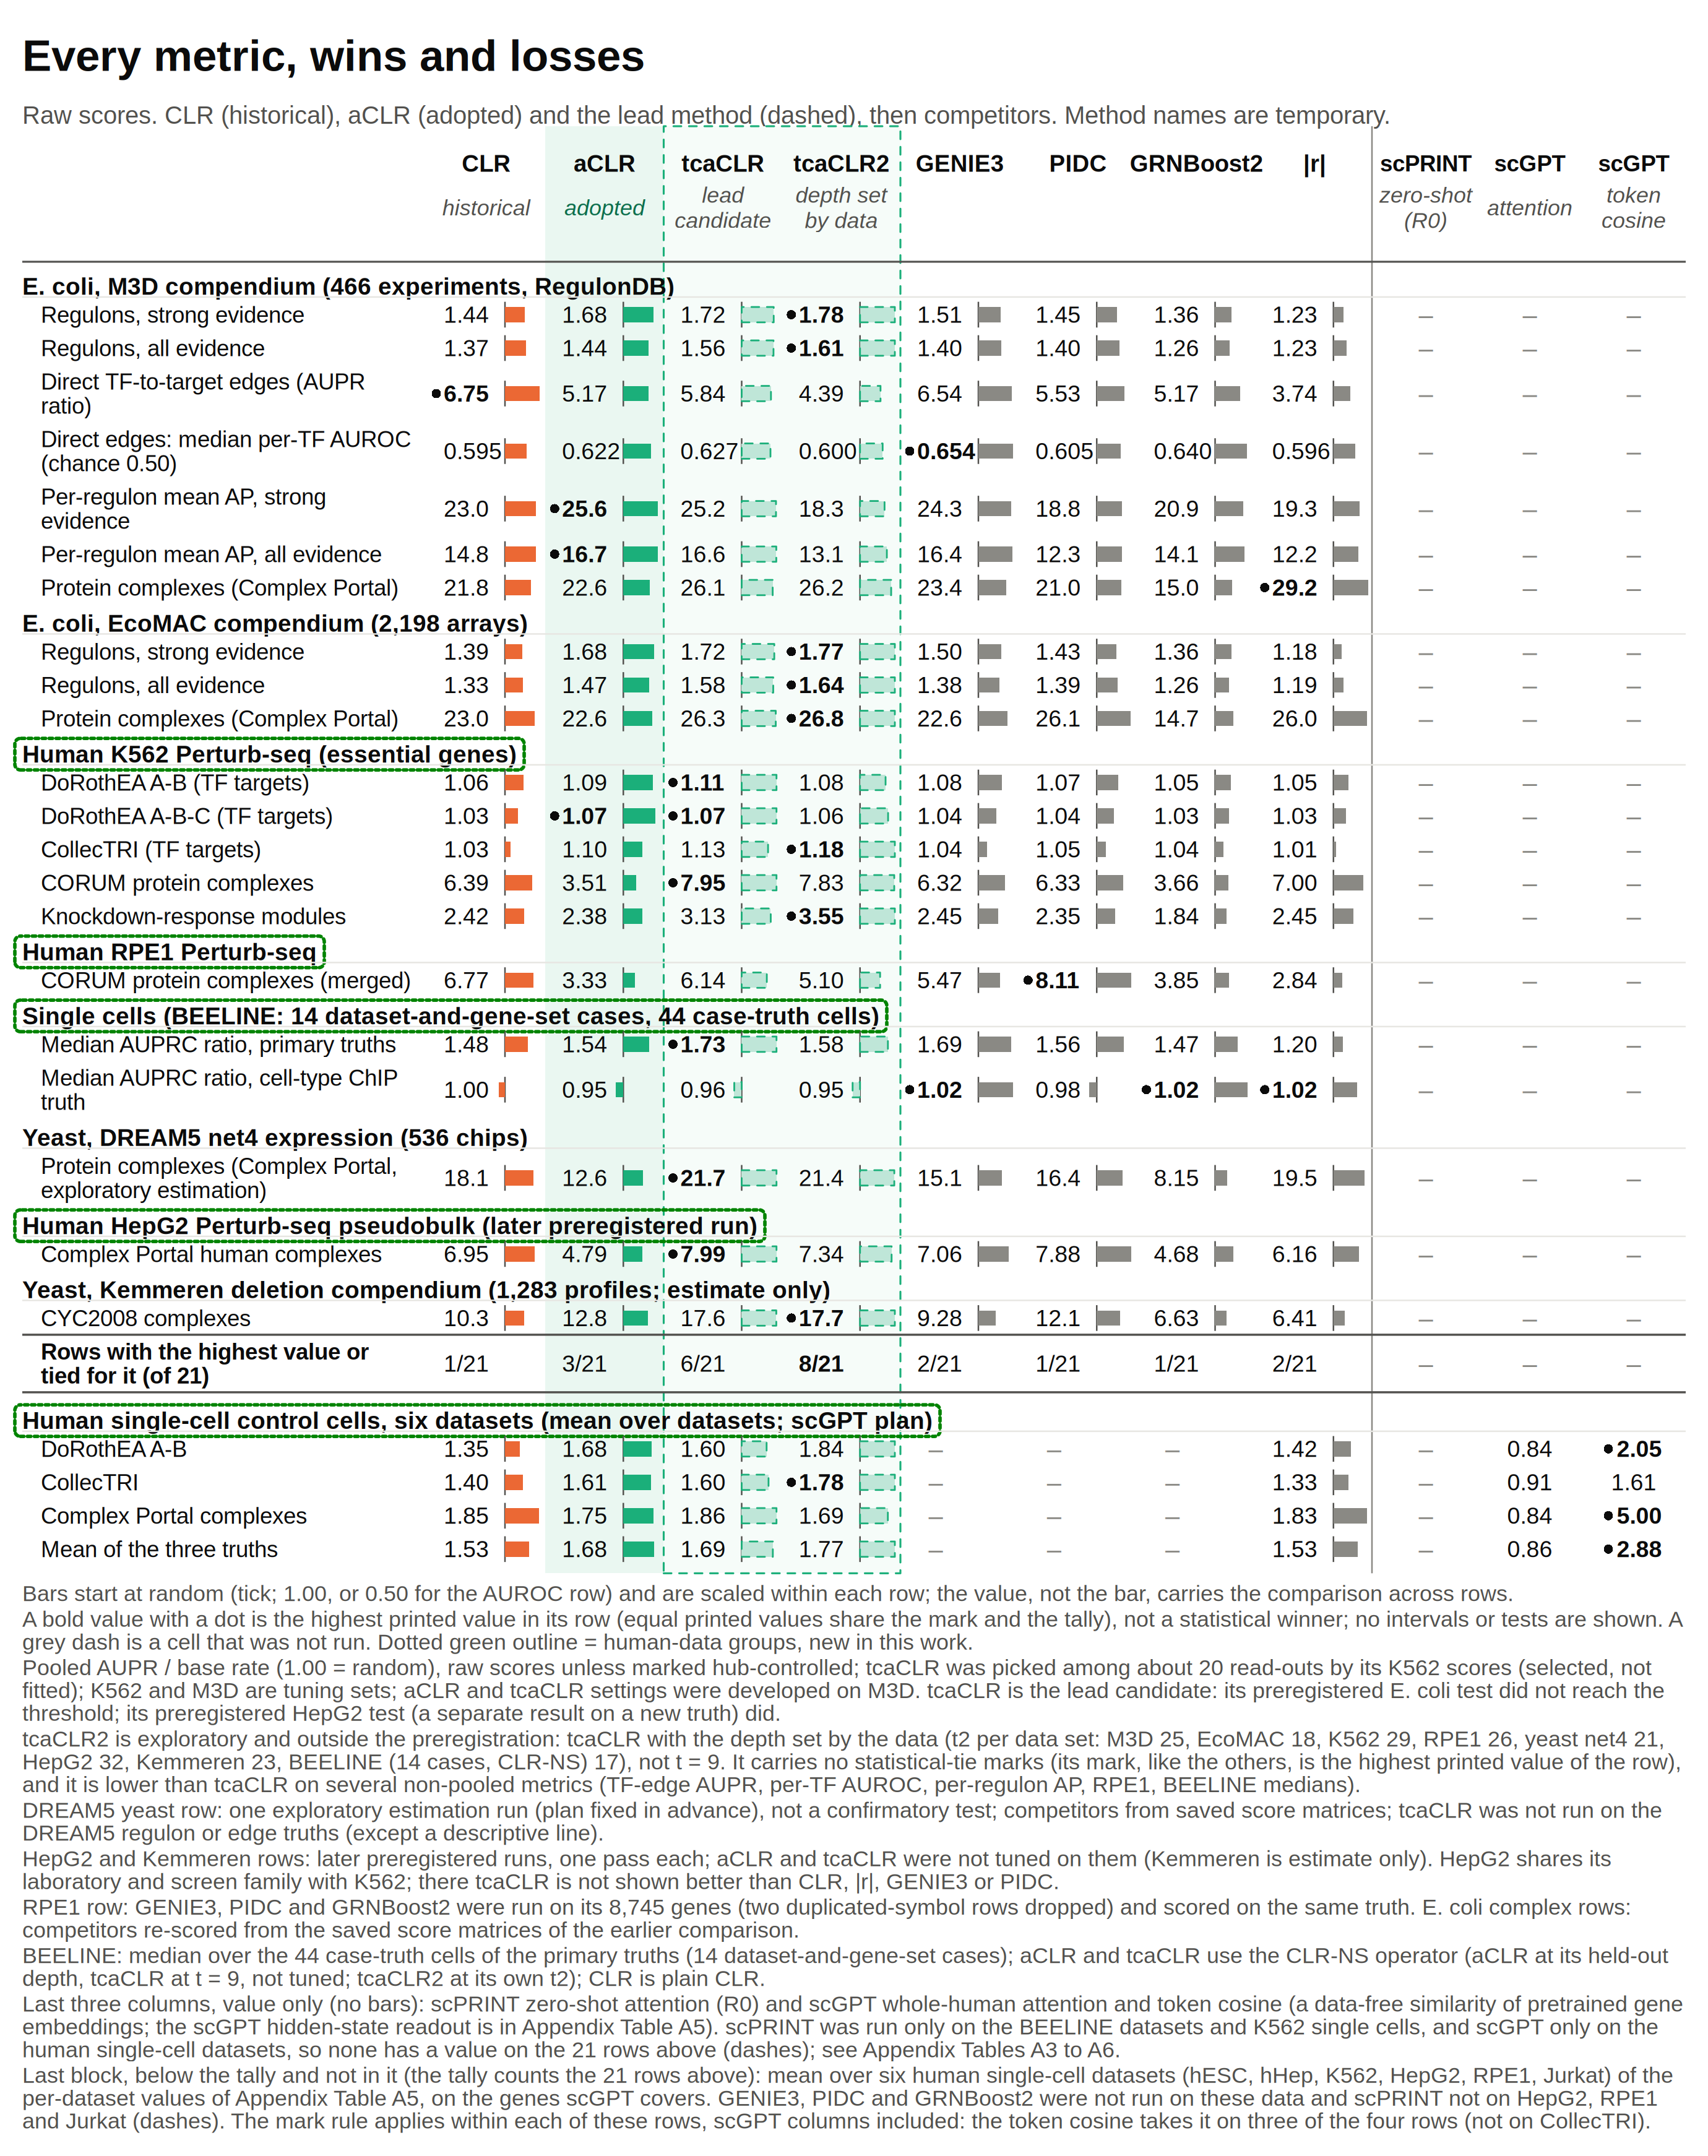 Every metric, wins and losses
Raw scores. CLR (historical), aCLR (adopted) and the lead method (dashed), then competitors. Method names are temporary.
CLR aCLR tcaCLR tcaCLR2 GENIE3 PIDC GRNBoost2 |r| scPRINT scGPT scGPT
historical adopted lead candidate depth set by data zero-shot (R0) attention token cosine
E. coli, M3D compendium (466 experiments, RegulonDB)
Regulons, strong evidence 1.44 1.68 1.72 •1.78 1.51 1.45 1.36 1.23 – – –
Regulons, all evidence 1.37 1.44 1.56 •1.61 1.40 1.40 1.26 1.23 – – –
Direct TF-to-target edges (AUPR
ratio) •6.75 5.17 5.84 4.39 6.54 5.53 5.17 3.74 – – –
Direct edges: median per-TF AUROC
(chance 0.50) 0.595 0.622 0.627 0.600 •0.654 0.605 0.640 0.596 – – –
Per-regulon mean AP, strong
evidence 23.0 •25.6 25.2 18.3 24.3 18.8 20.9 19.3 – – –
Per-regulon mean AP, all evidence 14.8 •16.7 16.6 13.1 16.4 12.3 14.1 12.2 – – –
Protein complexes (Complex Portal) 21.8 22.6 26.1 26.2 23.4 21.0 15.0 •29.2 – – –
E. coli, EcoMAC compendium (2,198 arrays)
Regulons, strong evidence 1.39 1.68 1.72 •1.77 1.50 1.43 1.36 1.18 – – –
Regulons, all evidence 1.33 1.47 1.58 •1.64 1.38 1.39 1.26 1.19 – – –
Protein complexes (Complex Portal) 23.0 22.6 26.3 •26.8 22.6 26.1 14.7 26.0 – – –
Human K562 Perturb-seq (essential genes)
DoRothEA A-B (TF targets) 1.06 1.09 •1.11 1.08 1.08 1.07 1.05 1.05 – – –
DoRothEA A-B-C (TF targets) 1.03 •1.07 •1.07 1.06 1.04 1.04 1.03 1.03 – – –
CollecTRI (TF targets) 1.03 1.10 1.13 •1.18 1.04 1.05 1.04 1.01 – – –
CORUM protein complexes 6.39 3.51 •7.95 7.83 6.32 6.33 3.66 7.00 – – –
Knockdown-response modules 2.42 2.38 3.13 •3.55 2.45 2.35 1.84 2.45 – – –
Human RPE1 Perturb-seq
CORUM protein complexes (merged) 6.77 3.33 6.14 5.10 5.47 •8.11 3.85 2.84 – – –
Single cells (BEELINE: 14 dataset-and-gene-set cases, 44 case-truth cells)
Median AUPRC ratio, primary truths 1.48 1.54 •1.73 1.58 1.69 1.56 1.47 1.20 – – –
Median AUPRC ratio, cell-type ChIP
truth 1.00 0.95 0.96 0.95 •1.02 0.98 •1.02 •1.02 – – –
Yeast, DREAM5 net4 expression (536 chips)
Protein complexes (Complex Portal,
exploratory estimation) 18.1 12.6 •21.7 21.4 15.1 16.4 8.15 19.5 – – –
Human HepG2 Perturb-seq pseudobulk (later preregistered run)
Complex Portal human complexes 6.95 4.79 •7.99 7.34 7.06 7.88 4.68 6.16 – – –
Yeast, Kemmeren deletion compendium (1,283 profiles; estimate only)
CYC2008 complexes 10.3 12.8 17.6 •17.7 9.28 12.1 6.63 6.41 – – –
Rows with the highest value or
tied for it (of 21) 1/21 3/21 6/21 8/21 2/21 1/21 1/21 2/21 – – –
Human single-cell control cells, six datasets (mean over datasets; scGPT plan)
DoRothEA A-B 1.35 1.68 1.60 1.84 – – – 1.42 – 0.84 •2.05
CollecTRI 1.40 1.61 1.60 •1.78 – – – 1.33 – 0.91 1.61
Complex Portal complexes 1.85 1.75 1.86 1.69 – – – 1.83 – 0.84 •5.00
Mean of the three truths 1.53 1.68 1.69 1.77 – – – 1.53 – 0.86 •2.88
Bars start at random (tick; 1.00, or 0.50 for the AUROC row) and are scaled within each row; the value, not the bar, carries the comparison across rows.
A bold value with a dot is the highest printed value in its row (equal printed values share the mark and the tally), not a statistical winner; no intervals or tests are shown. A
grey dash is a cell that was not run. Dotted green outline = human-data groups, new in this work.
Pooled AUPR / base rate (1.00 = random), raw scores unless marked hub-controlled; tcaCLR was picked among about 20 read-outs by its K562 scores (selected, not
fitted); K562 and M3D are tuning sets; aCLR and tcaCLR settings were developed on M3D. tcaCLR is the lead candidate: its preregistered E. coli test did not reach the
threshold; its preregistered HepG2 test (a separate result on a new truth) did.
tcaCLR2 is exploratory and outside the preregistration: tcaCLR with the depth set by the data (t2 per data set: M3D 25, EcoMAC 18, K562 29, RPE1 26, yeast net4 21,
HepG2 32, Kemmeren 23, BEELINE (14 cases, CLR-NS) 17), not t = 9. It carries no statistical-tie marks (its mark, like the others, is the highest printed value of the row),
and it is lower than tcaCLR on several non-pooled metrics (TF-edge AUPR, per-TF AUROC, per-regulon AP, RPE1, BEELINE medians).
DREAM5 yeast row: one exploratory estimation run (plan fixed in advance), not a confirmatory test; competitors from saved score matrices; tcaCLR was not run on the
DREAM5 regulon or edge truths (except a descriptive line).
HepG2 and Kemmeren rows: later preregistered runs, one pass each; aCLR and tcaCLR were not tuned on them (Kemmeren is estimate only). HepG2 shares its
laboratory and screen family with K562; there tcaCLR is not shown better than CLR, |r|, GENIE3 or PIDC.
RPE1 row: GENIE3, PIDC and GRNBoost2 were run on its 8,745 genes (two duplicated-symbol rows dropped) and scored on the same truth. E. coli complex rows:
competitors re-scored from the saved score matrices of the earlier comparison.
BEELINE: median over the 44 case-truth cells of the primary truths (14 dataset-and-gene-set cases); aCLR and tcaCLR use the CLR-NS operator (aCLR at its held-out
depth, tcaCLR at t = 9, not tuned; tcaCLR2 at its own t2); CLR is plain CLR.
Last three columns, value only (no bars): scPRINT zero-shot attention (R0) and scGPT whole-human attention and token cosine (a data-free similarity of pretrained gene
embeddings; the scGPT hidden-state readout is in Appendix Table A5). scPRINT was run only on the BEELINE datasets and K562 single cells, and scGPT only on the
human single-cell datasets, so none has a value on the 21 rows above (dashes); see Appendix Tables A3 to A6.
Last block, below the tally and not in it (the tally counts the 21 rows above): mean over six human single-cell datasets (hESC, hHep, K562, HepG2, RPE1, Jurkat) of the
per-dataset values of Appendix Table A5, on the genes scGPT covers. GENIE3, PIDC and GRNBoost2 were not run on these data and scPRINT not on HepG2, RPE1
and Jurkat (dashes). The mark rule applies within each of these rows, scGPT columns included: the token cosine takes it on three of the four rows (not on CollecTRI).